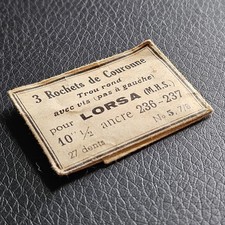 3 Rochets de Couronne
Trou rond
avec vis (pas à gauche)
pour LORSA (M.H.S.)
10''' ½ ancre 236-237
27 dents No 5.770